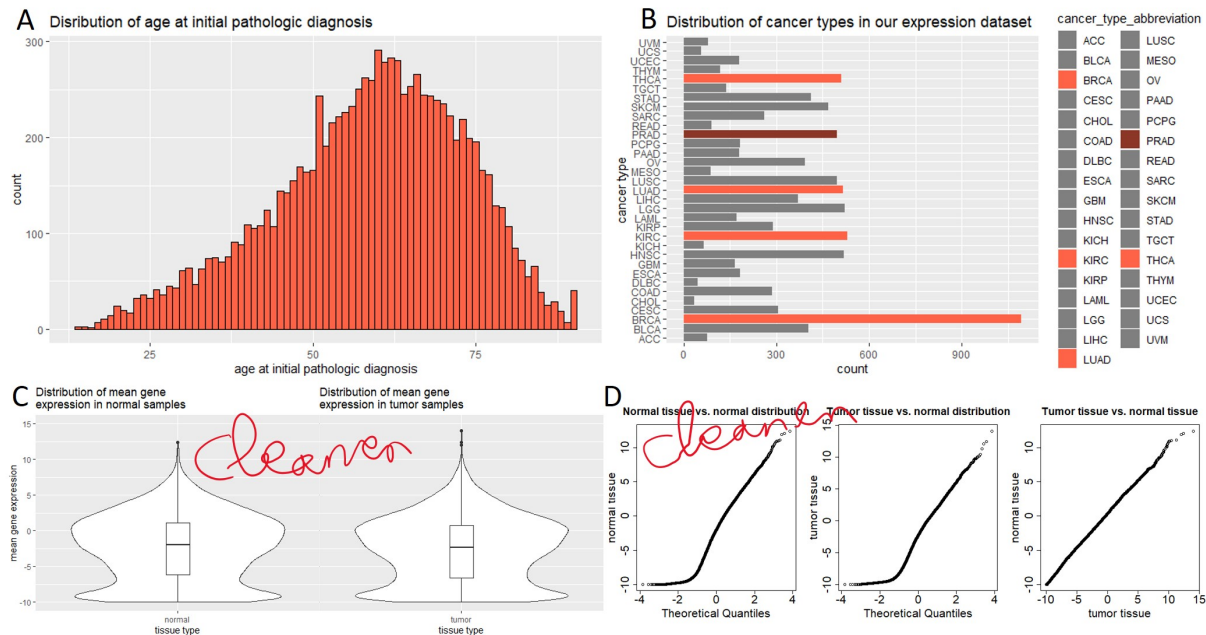 A
Disribution of age at initial pathologic diagnosis
300
200
100
0
count
25 50 75
age at initial pathologic diagnosis
B
Distribution of cancer types in our expression dataset
cancer type
UVM
UCS
UCEC
THYM
THCA
TGCT
STAD
SKCM
SARC
READ
PRAD
PCPG
PAAD
OV
MESO
LUSC
LUAD
LIHC
LGG
LAML
KIRP
KIRC
KICH
HNSC
GBM
ESCA
DLBC
COAD
CHOL
CESC
BRCA
BLCA
ACC
0 300 600 900
count
cancer_type_abbreviation
ACC LUSC
BLCA MESO
BRCA OV
CESC PAAD
CHOL PCPG
COAD PRAD
DLBC READ
ESCA SARC
GBM SKCM
HNSC STAD
KICH TGCT
KIRC THCA
KIRP THYM
LAML UCEC
LGG UCS
LIHC UVM
LUAD
C
Distribution of mean gene
expression in normal samples
Distribution of mean gene
expression in tumor samples
cleaner
mean gene expression
15
10
5
0
-5
-10
normal
tissue type
tumor
tissue type
D
Normal tissue vs. normal distribution
cleaner
normal tissue
10
5
0
-5
-10
-4 -2 0 2 4
Theoretical Quantiles
Tumor tissue vs. normal distribution
tumor tissue
15
10
5
0
-5
-10
-4 -2 0 2 4
Theoretical Quantiles
Tumor tissue vs. normal tissue
normal tissue
10
5
0
-5
-10
-10 -5 0 5 10 15
tumor tissue